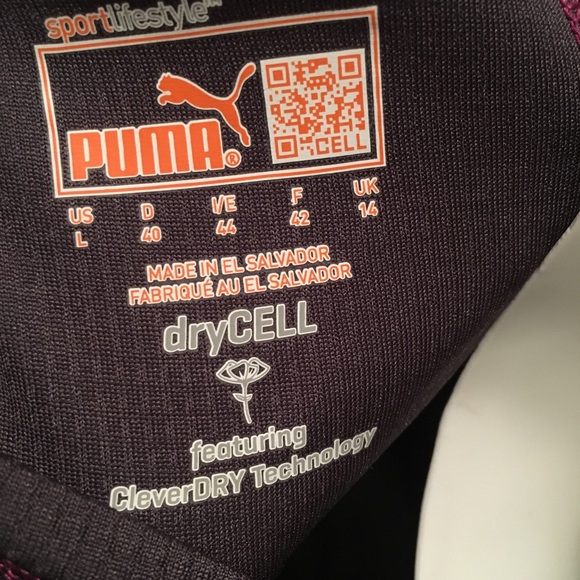 sportlifestyle™
PUMA®
CELL
US D I/E F UK
L 40 44 42 14
MADE IN EL SALVADOR
FABRIQUÉ AU EL SALVADOR
dryCELL
featuring
CleverDRY Technology